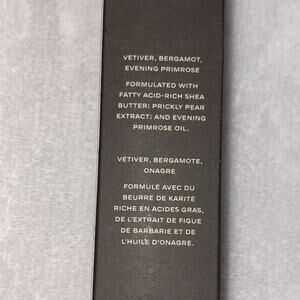 VETIVER, BERGAMOT,
EVENING PRIMROSE
FORMULATED WITH
FATTY ACID-RICH SHEA
BUTTER; PRICKLY PEAR
EXTRACT; AND EVENING
PRIMROSE OIL.
VÉTIVER, BERGAMOTE,
ONAGRE
FORMULÉ AVEC DU
BEURRE DE KARITÉ
RICHE EN ACIDES GRAS,
DE L'EXTRAIT DE FIGUE
DE BARBARIE ET DE
L'HUILE D'ONAGRE.